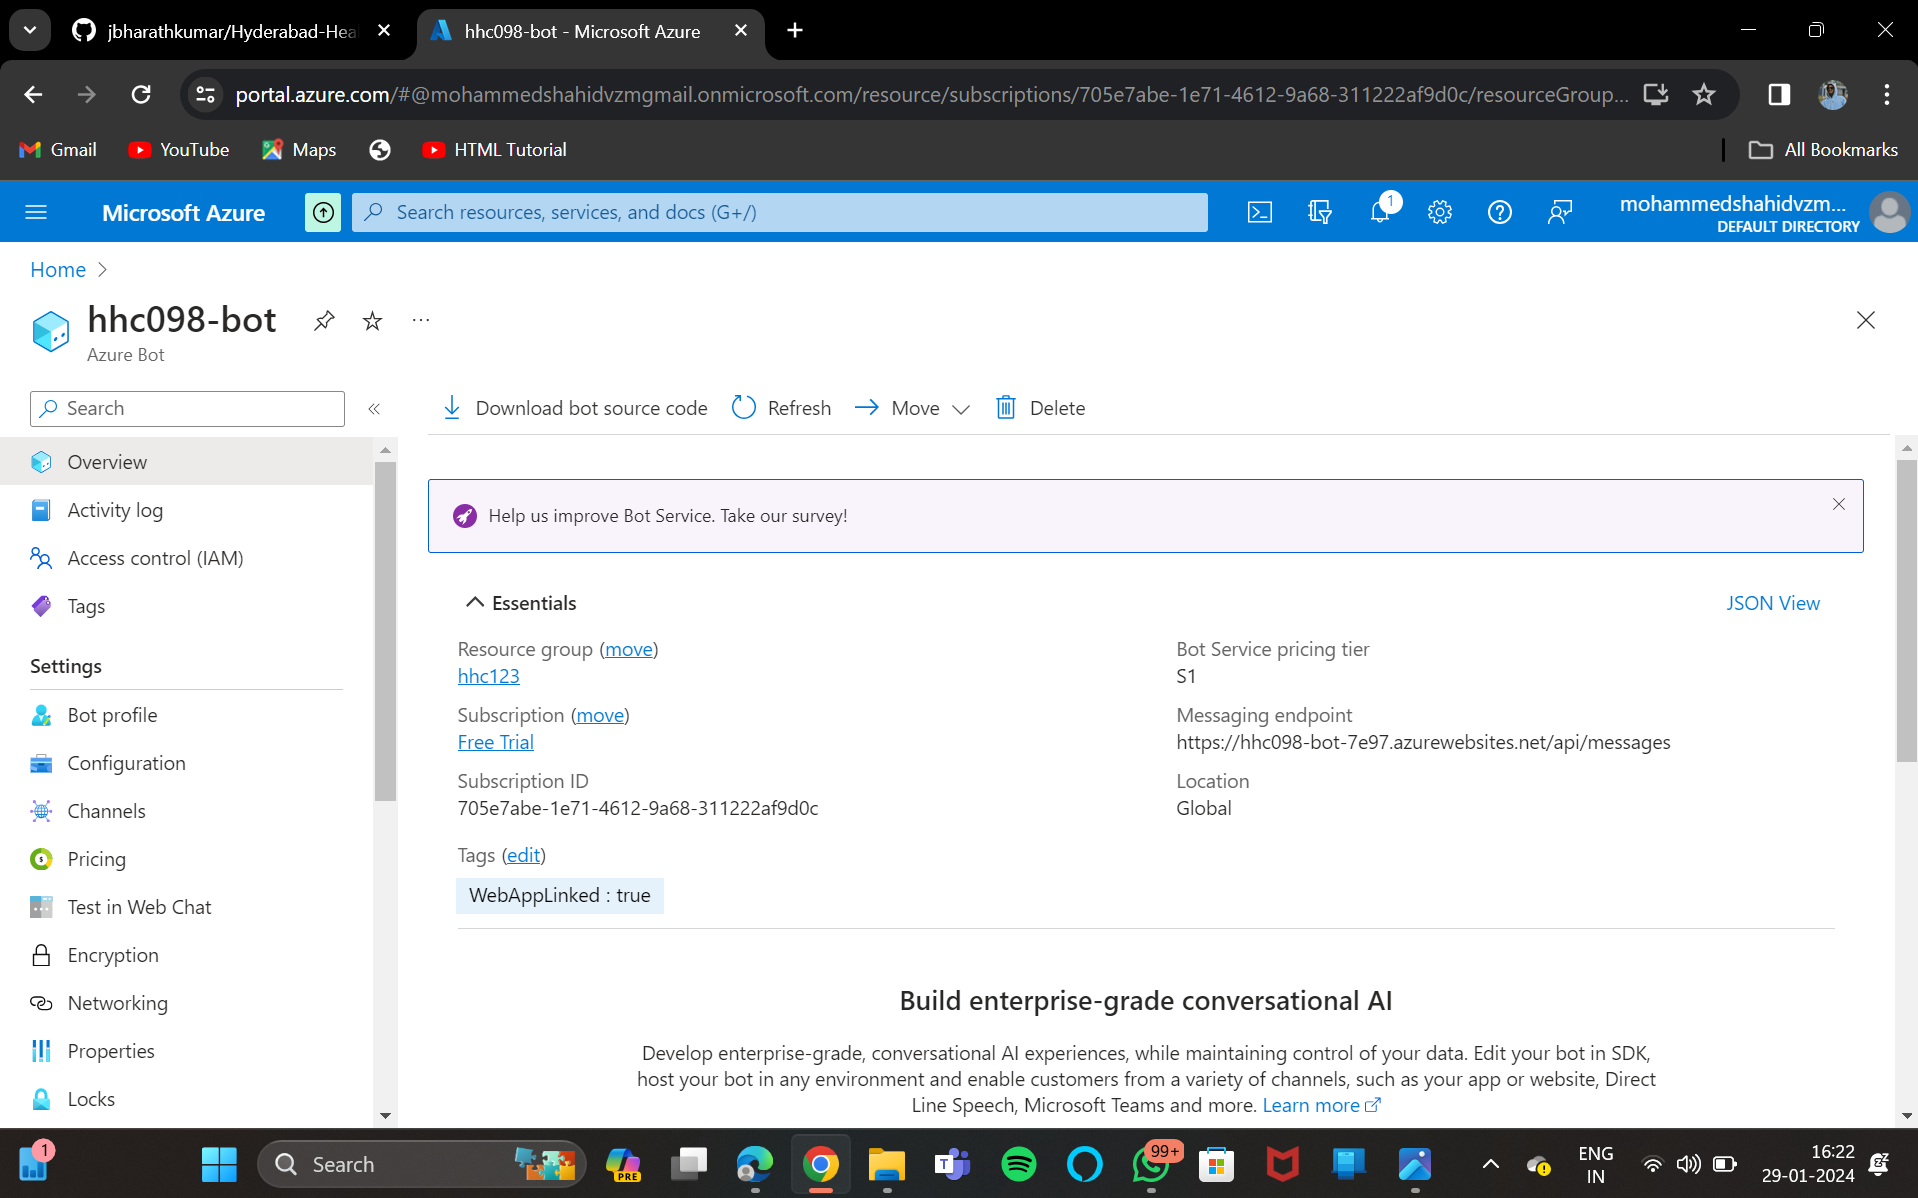 jbharathkumar/Hyderabad-Hea
hhc098-bot - Microsoft Azure
portal.azure.com/#@mohammedshahidvzmgmail.onmicrosoft.com/resource/subscriptions/705e7abe-1e71-4612-9a68-311222af9d0c/resourceGroup...
Gmail
YouTube
Maps
HTML Tutorial
All Bookmarks
Microsoft Azure
Search resources, services, and docs (G+/)
1
mohammedshahidvzm...
DEFAULT DIRECTORY
Home
hhc098-bot
Azure Bot
Search
Download bot source code
Refresh
Move
Delete
Overview
Activity log
Access control (IAM)
Tags
Settings
Bot profile
Configuration
Channels
Pricing
Test in Web Chat
Encryption
Networking
Properties
Locks
Help us improve Bot Service. Take our survey!
Essentials
JSON View
Resource group (move)
hhc123
Subscription (move)
Free Trial
Subscription ID
705e7abe-1e71-4612-9a68-311222af9d0c
Bot Service pricing tier
S1
Messaging endpoint
https://hhc098-bot-7e97.azurewebsites.net/api/messages
Location
Global
Tags (edit)
WebAppLinked : true
Build enterprise-grade conversational AI
Develop enterprise-grade, conversational AI experiences, while maintaining control of your data. Edit your bot in SDK,
host your bot in any environment and enable customers from a variety of channels, such as your app or website, Direct
Line Speech, Microsoft Teams and more. Learn more
1
Search
PRE
99+
ENG
IN
16:22
29-01-2024